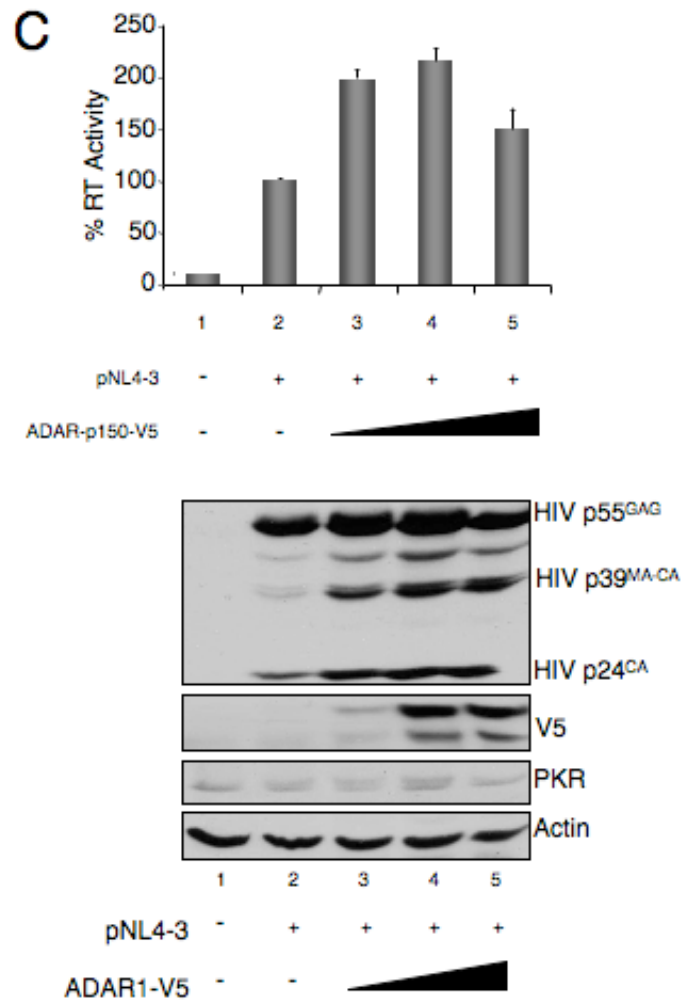 C
250
200
150
100
50
0
% RT Activity
1 2 3 4 5
pNL4-3 - + + + +
ADAR-p150-V5 - -
HIV p55GAG
HIV p39MA-CA
HIV p24CA
V5
PKR
Actin
1 2 3 4 5
pNL4-3 - + + + +
ADAR1-V5 - -